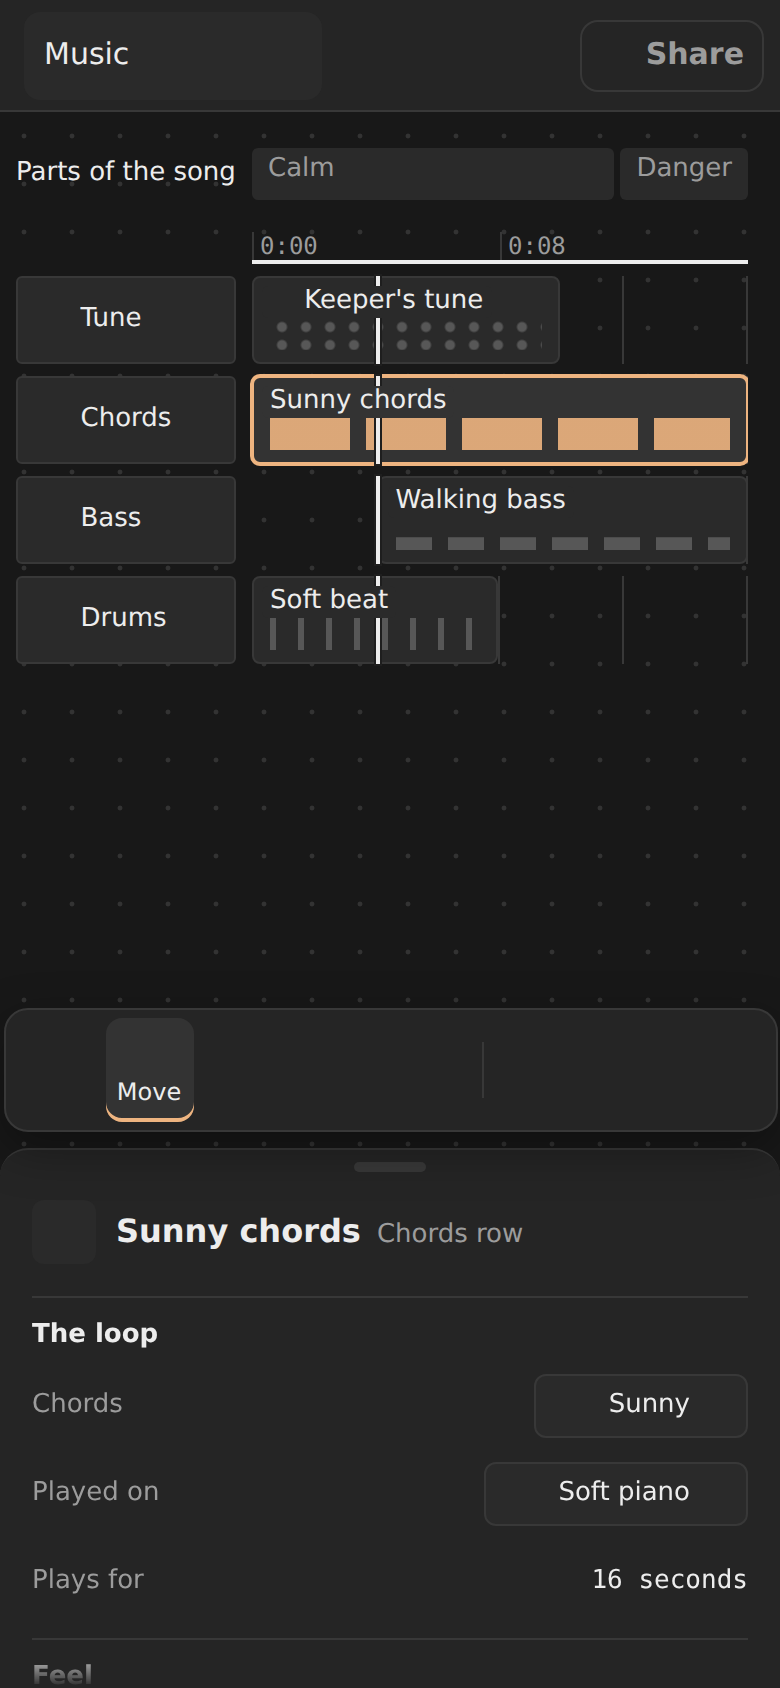 Music
Share
Parts of the song
Calm
Danger
0:00
0:08
Tune
Keeper's tune
Chords
Sunny chords
Bass
Walking bass
Drums
Soft beat
Move
Sunny chords Chords row
The loop
Chords
Sunny
Played on
Soft piano
Plays for
16 seconds
Feel